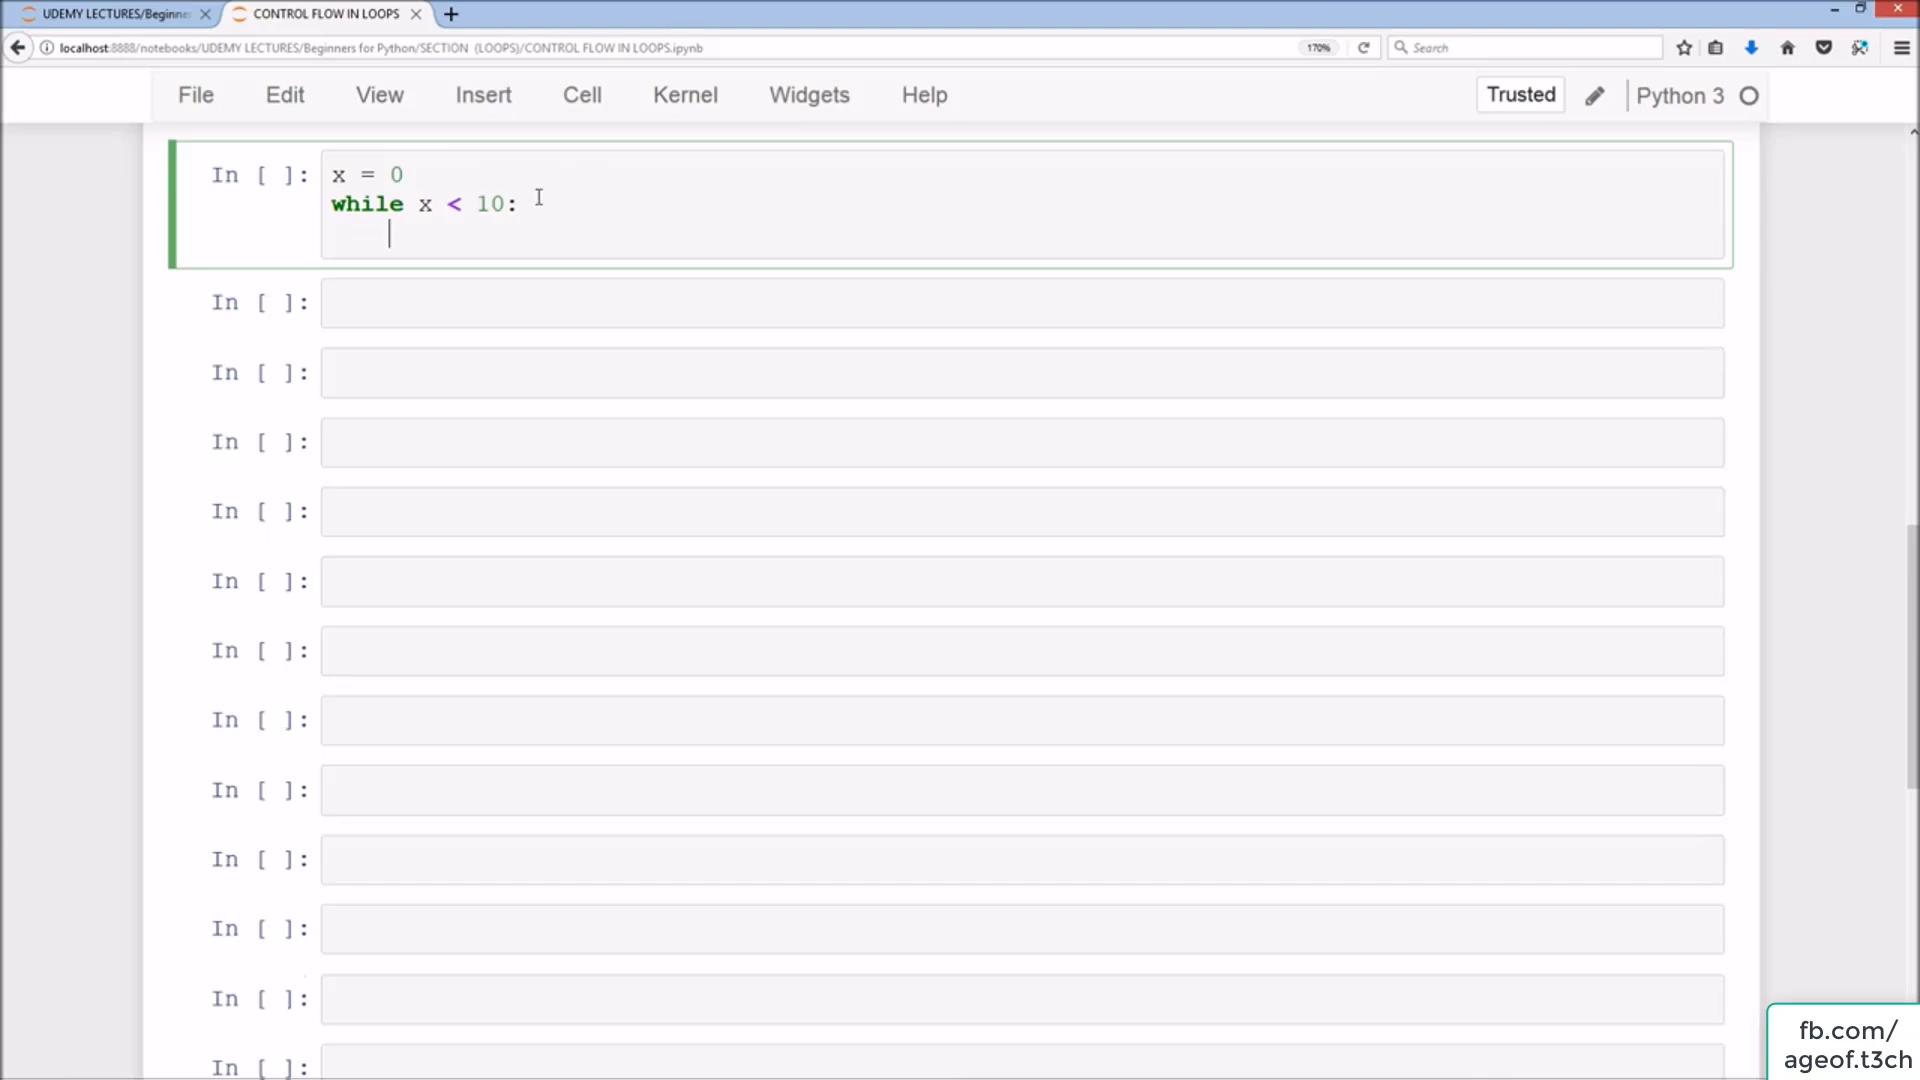 UDEMY LECTURES/Beginne
CONTROL FLOW IN LOOPS
localhost:8888/notebooks/UDEMY LECTURES/Beginners for Python/SECTION (LOOPS)/CONTROL FLOW IN LOOPS.ipynb
170%
Search
File Edit View Insert Cell Kernel Widgets Help
Trusted
Python 3
In [ ]: x = 0
while x < 10:
In [ ]:
In [ ]:
In [ ]:
In [ ]:
In [ ]:
In [ ]:
In [ ]:
In [ ]:
In [ ]:
In [ ]:
In [ ]:
In [ ]:
fb.com/
ageof.t3ch